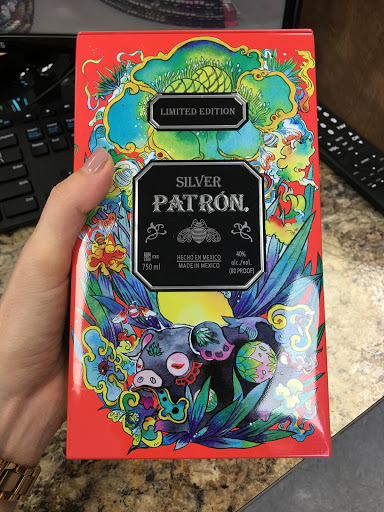 LIMITED EDITION
SILVER
PATRÓN.
HECHO EN MEXICO
MADE IN MEXICO
750 ml
40%
alc./vol.
(80 PROOF)